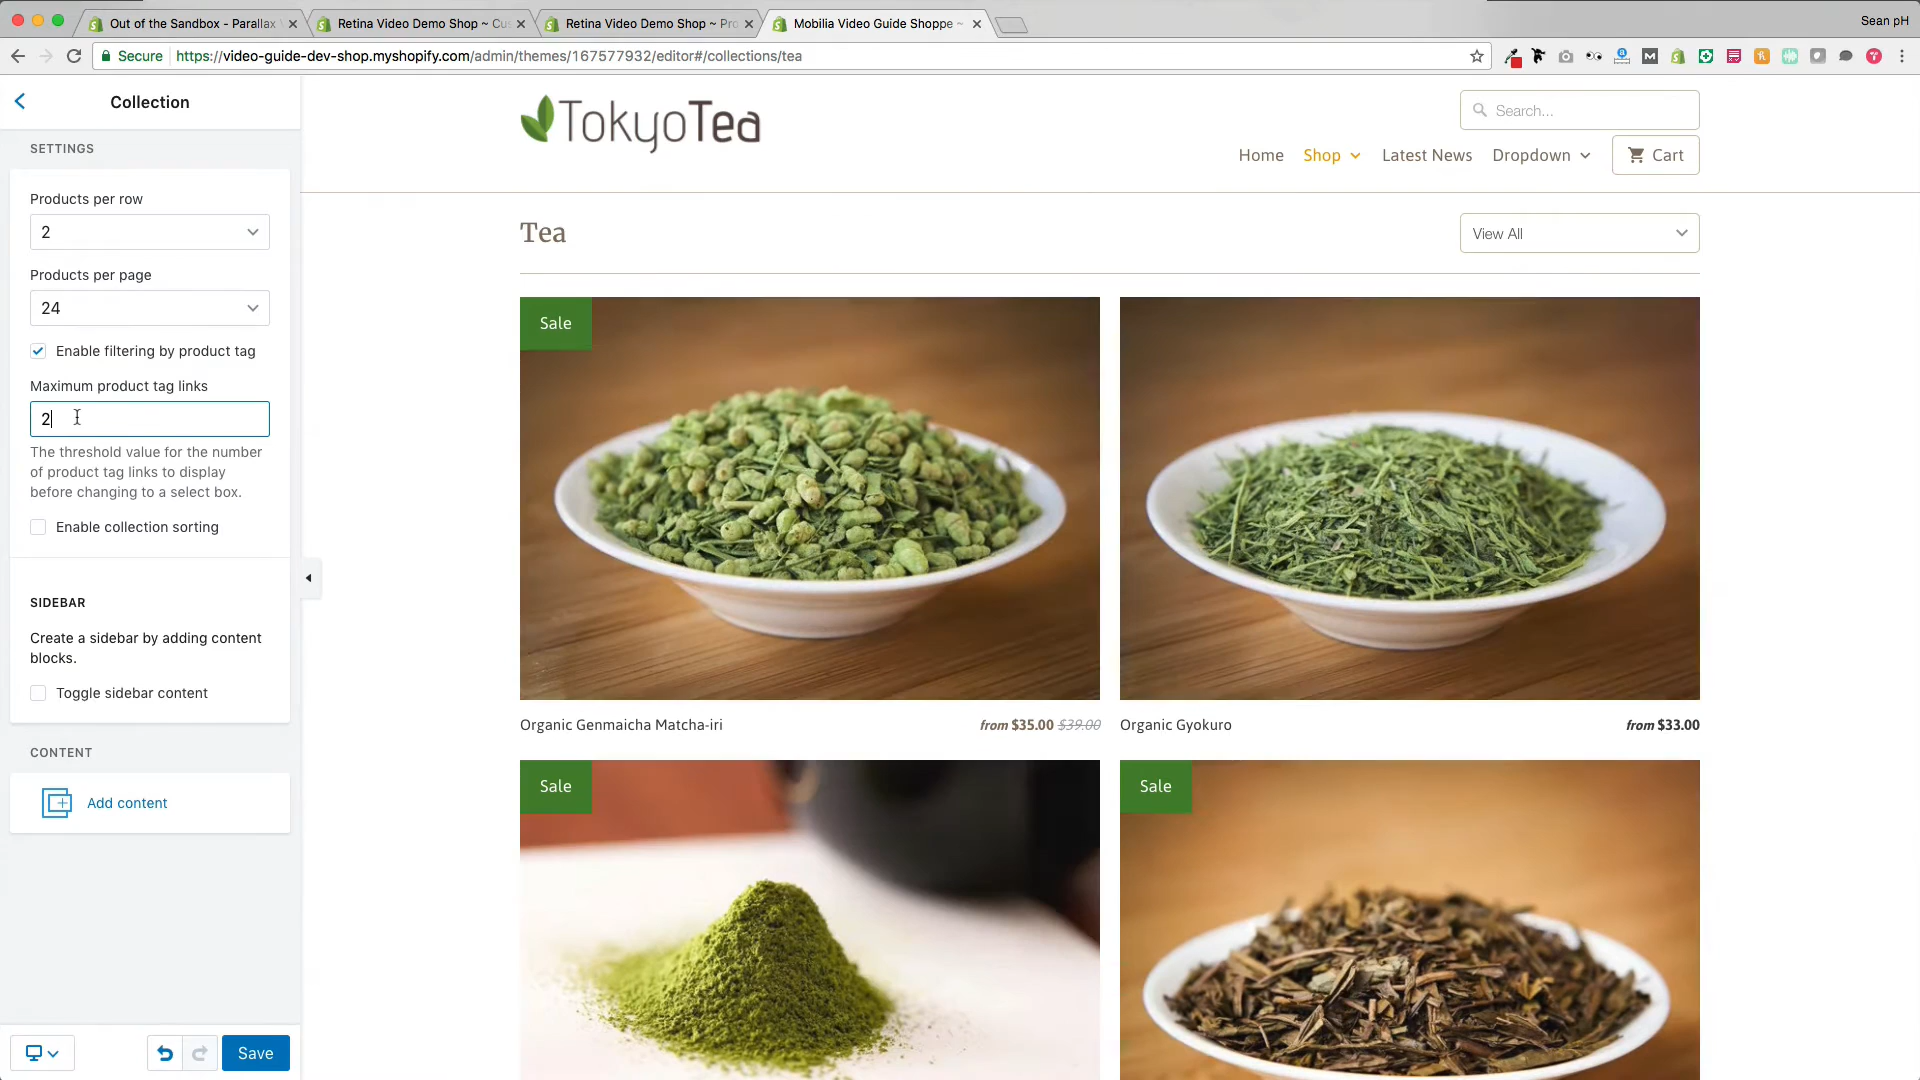 Out of the Sandbox - Parallax
Retina Video Demo Shop ~ Cu
Retina Video Demo Shop ~ Pro
Mobilia Video Guide Shoppe ~
Sean pH
Secure
https://video-guide-dev-shop.myshopify.com/admin/themes/167577932/editor#/collections/tea
Collection
SETTINGS
Products per row
2
Products per page
24
Enable filtering by product tag
Maximum product tag links
2
The threshold value for the number
of product tag links to display
before changing to a select box.
Enable collection sorting
SIDEBAR
Create a sidebar by adding content
blocks.
Toggle sidebar content
CONTENT
Add content
Save
TokyoTea
Search...
Home
Shop
Latest News
Dropdown
Cart
Tea
View All
Sale
Organic Genmaicha Matcha-iri
from $35.00 $39.00
Organic Gyokuro
from $33.00
Sale
Sale